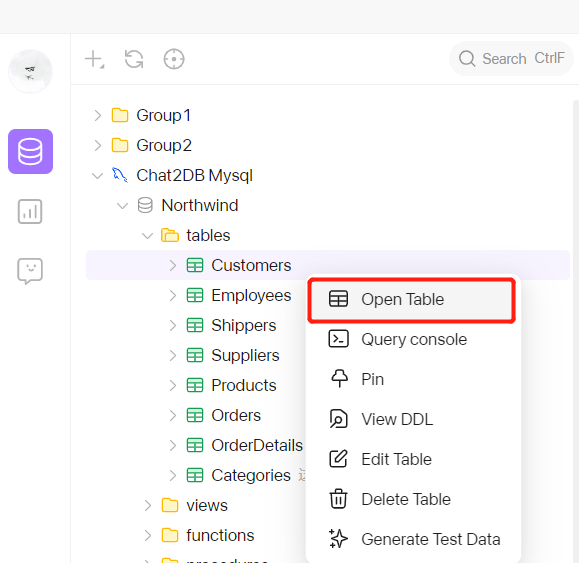 Search CtrlF
Group1
Group2
Chat2DB Mysql
Northwind
tables
Customers
Employees
Shippers
Suppliers
Products
Orders
OrderDetails
Categories
views
functions
procedures
Open Table
Query console
Pin
View DDL
Edit Table
Delete Table
Generate Test Data